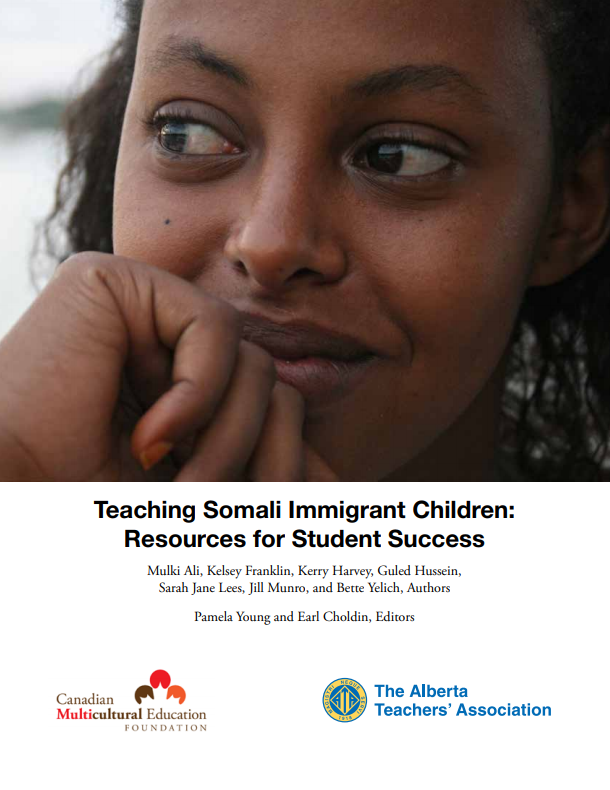 Teaching Somali Immigrant Children:
Resources for Student Success
Mulki Ali, Kelsey Franklin, Kerry Harvey, Guled Hussein,
Sarah Jane Lees, Jill Munro, and Bette Yelich, Authors
Pamela Young and Earl Choldin, Editors
Canadian
Multicultural Education
FOUNDATION
The Alberta
Teachers' Association